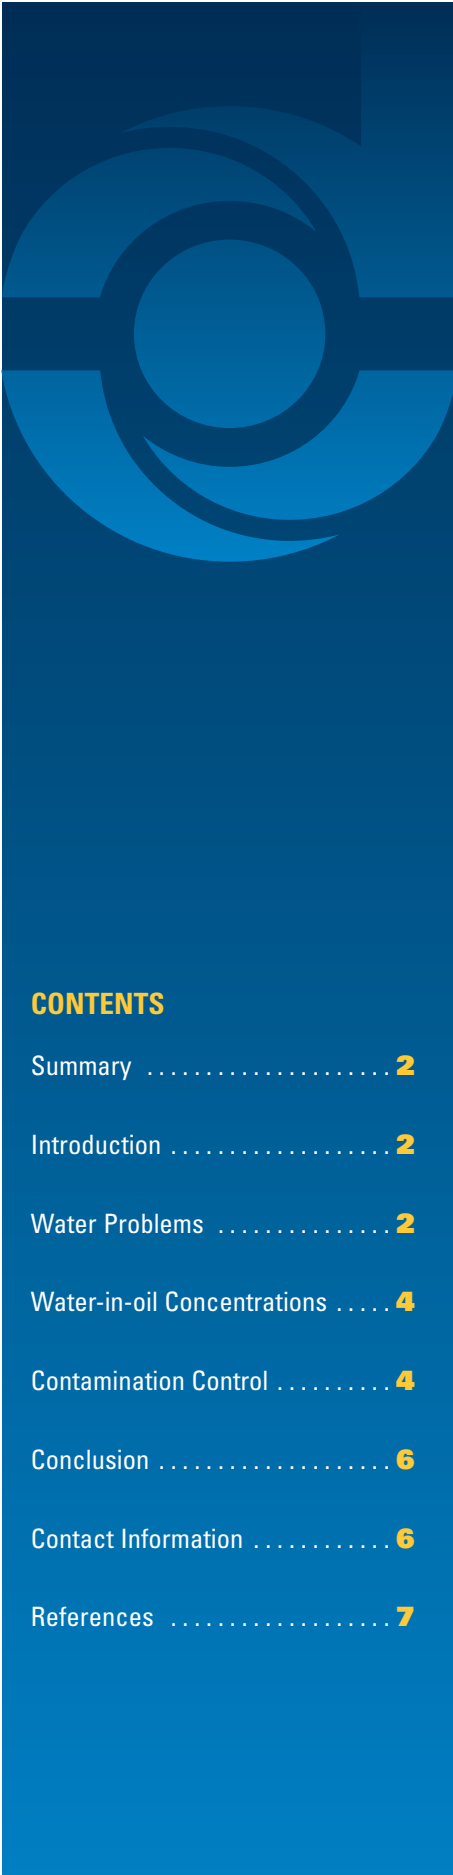 CONTENTS
Summary . . . . . . . . . . . . . . . . . . . . . 2
Introduction . . . . . . . . . . . . . . . . . . . 2
Water Problems . . . . . . . . . . . . . . . 2
Water-in-oil Concentrations . . . . . 4
Contamination Control . . . . . . . . . . 4
Conclusion . . . . . . . . . . . . . . . . . . . . 6
Contact Information . . . . . . . . . . . . 6
References . . . . . . . . . . . . . . . . . . . 7